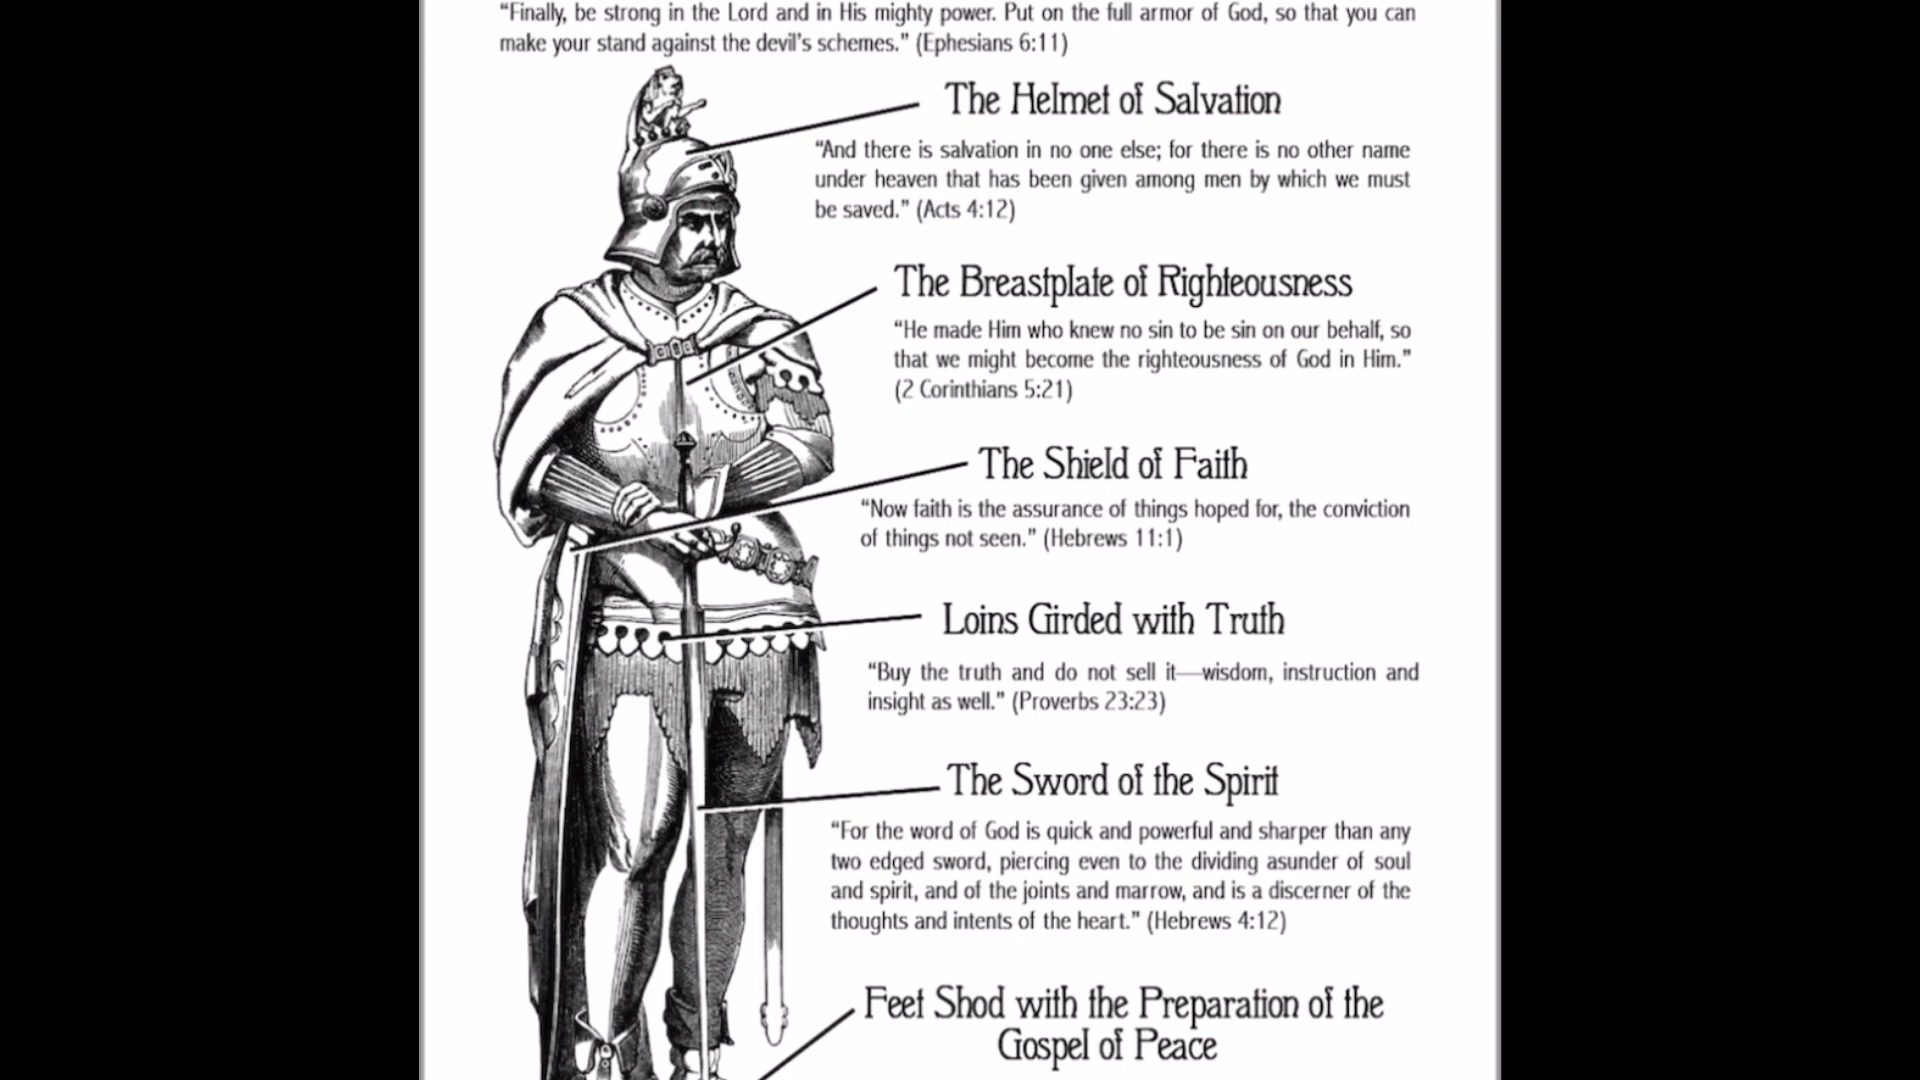 “Finally, be strong in the Lord and in His mighty power. Put on the full armor of God, so that you can
make your stand against the devil’s schemes.” (Ephesians 6:11)
The Helmet of Salvation
“And there is salvation in no one else; for there is no other name
under heaven that has been given among men by which we must
be saved.” (Acts 4:12)
The Breastplate of Righteousness
“He made Him who knew no sin to be sin on our behalf, so
that we might become the righteousness of God in Him.”
(2 Corinthians 5:21)
The Shield of Faith
“Now faith is the assurance of things hoped for, the conviction
of things not seen.” (Hebrews 11:1)
Loins Girded with Truth
“Buy the truth and do not sell it—wisdom, instruction and
insight as well.” (Proverbs 23:23)
The Sword of the Spirit
“For the word of God is quick and powerful and sharper than any
two edged sword, piercing even to the dividing asunder of soul
and spirit, and of the joints and marrow, and is a discerner of the
thoughts and intents of the heart.” (Hebrews 4:12)
Feet Shod with the Preparation of the
Gospel of Peace